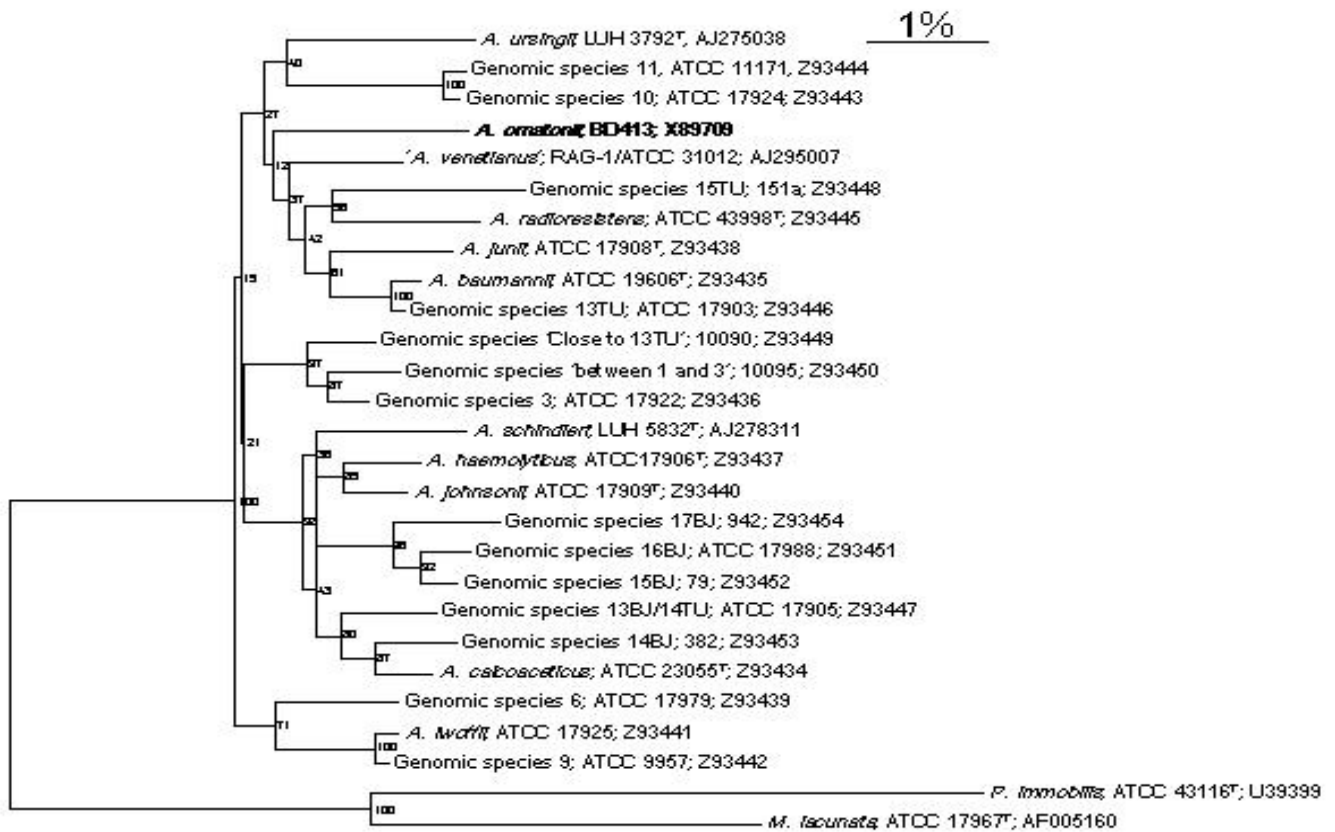 1%
A. ursingii; LUH 3792ᵀ, AJ275038
Genomic species 11, ATCC 11171, Z93444
100
Genomic species 10; ATCC 17924; Z93443
A. BD413; X89709
'A. venetianus'; RAG-1/ATCC 31012; AJ295007
12
Genomic species 15TU; 151a; Z93448
A. radioresistens; ATCC 43998ᵀ; Z93445
A. junii, ATCC 17908ᵀ, Z93438
A. baumannii, ATCC 19606ᵀ; Z93435
100
Genomic species 13TU; ATCC 17903; Z93446
Genomic species 'Close to 13TU'; 10090; Z93449
Genomic species 'between 1 and 3'; 10095; Z93450
Genomic species 3; ATCC 17922; Z93436
A. schindleri, LUH 5832ᵀ; AJ278311
21
A. haemolyticus, ATCC17906ᵀ; Z93437
A. johnsonii, ATCC 17909ᵀ; Z93440
100
Genomic species 17BJ; 942; Z93454
Genomic species 16BJ; ATCC 17988; Z93451
Genomic species 15BJ; 79; Z93452
Genomic species 13BJ/14TU; ATCC 17905; Z93447
Genomic species 14BJ; 382; Z93453
A. calcoaceticus; ATCC 23055ᵀ; Z93434
Genomic species 6; ATCC 17979; Z93439
71
A. lwoffii, ATCC 17925; Z93441
100
Genomic species 9; ATCC 9957; Z93442
P. immobilis, ATCC 43116ᵀ; U39399
100
M. lacunata, ATCC 17967ᵀ; AF005160